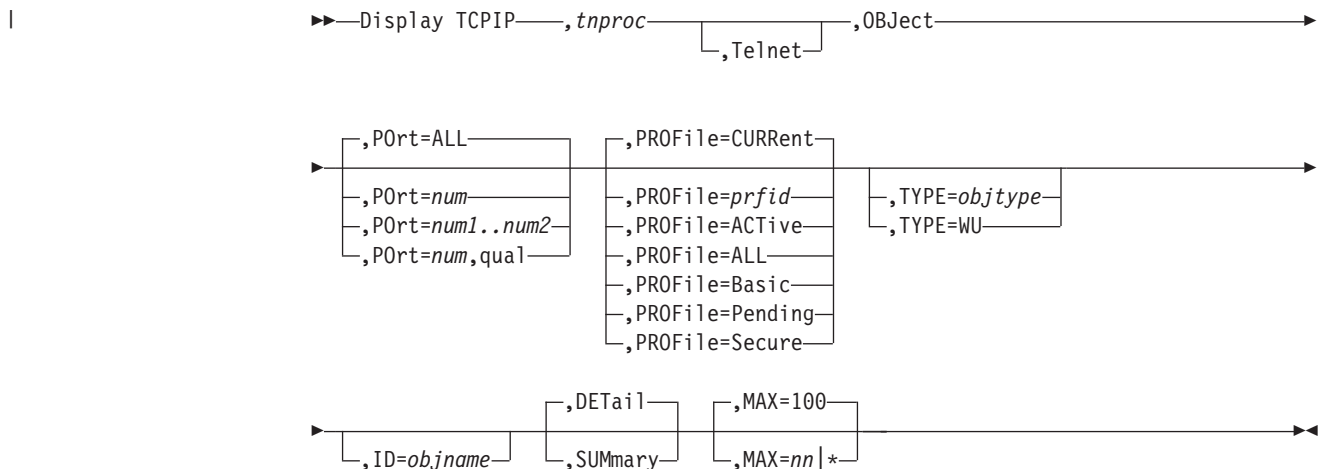 | Display TCPIP ,tnproc ,OBJect
,Telnet
,POrt=ALL ,PROFile=CURRent
,POrt=num ,PROFile=prfid ,TYPE=objtype
,POrt=num1..num2 ,PROFile=ACTive ,TYPE=WU
,POrt=num,qual ,PROFile=ALL
,PROFile=Basic
,PROFile=Pending
,PROFile=Secure
,DETail ,MAX=100
,ID=objname ,SUMmary ,MAX=nn|*